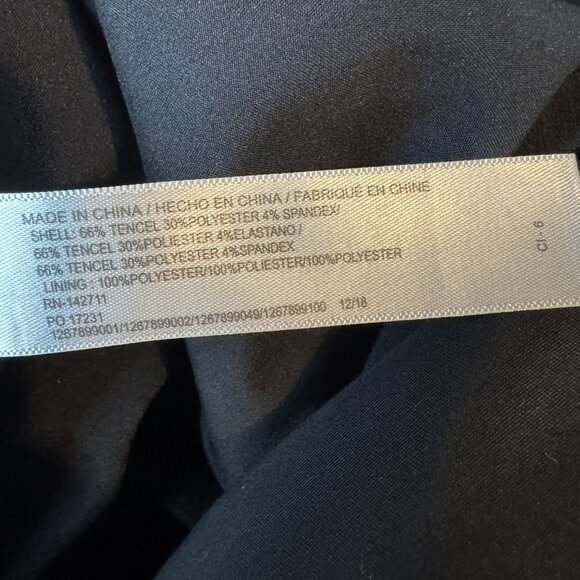 MADE IN CHINA / HECHO EN CHINA / FABRIQUÉ EN CHINE
SHELL: 66% TENCEL 30%POLYESTER 4% SPANDEX/
66% TENCEL 30%POLIESTER 4%ELASTANO /
66% TENCEL 30%POLYESTER 4%SPANDEX
LINING : 100%POLYESTER/100%POLIESTER/100%POLYESTER
RN-142711
PO 17231
1267899001/1267899002/1267899049/1267899100 12/18
CI - 6